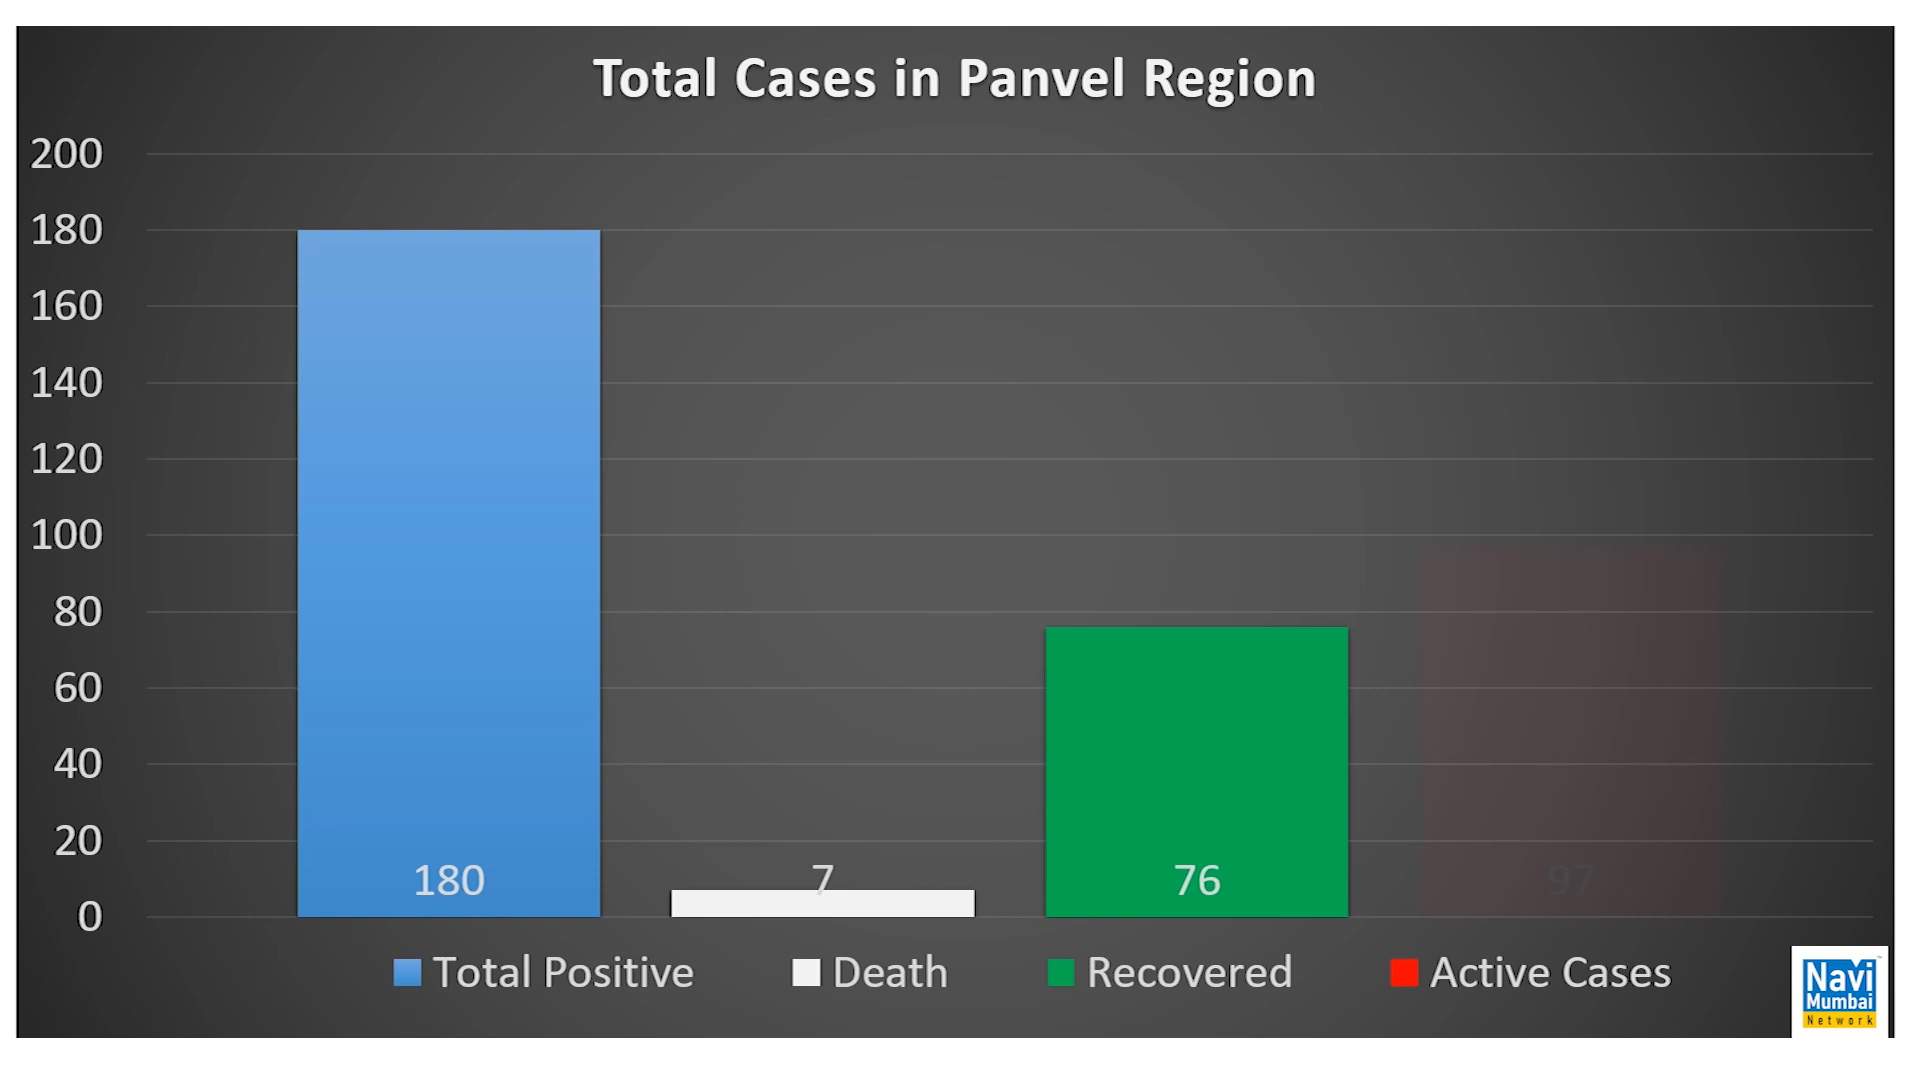 Total Cases in Panvel Region
200
180
160
140
120
100
80
60
40
20
0
180
7
76
97
Total Positive
Death
Recovered
Active Cases
Navi
Mumbai
Network